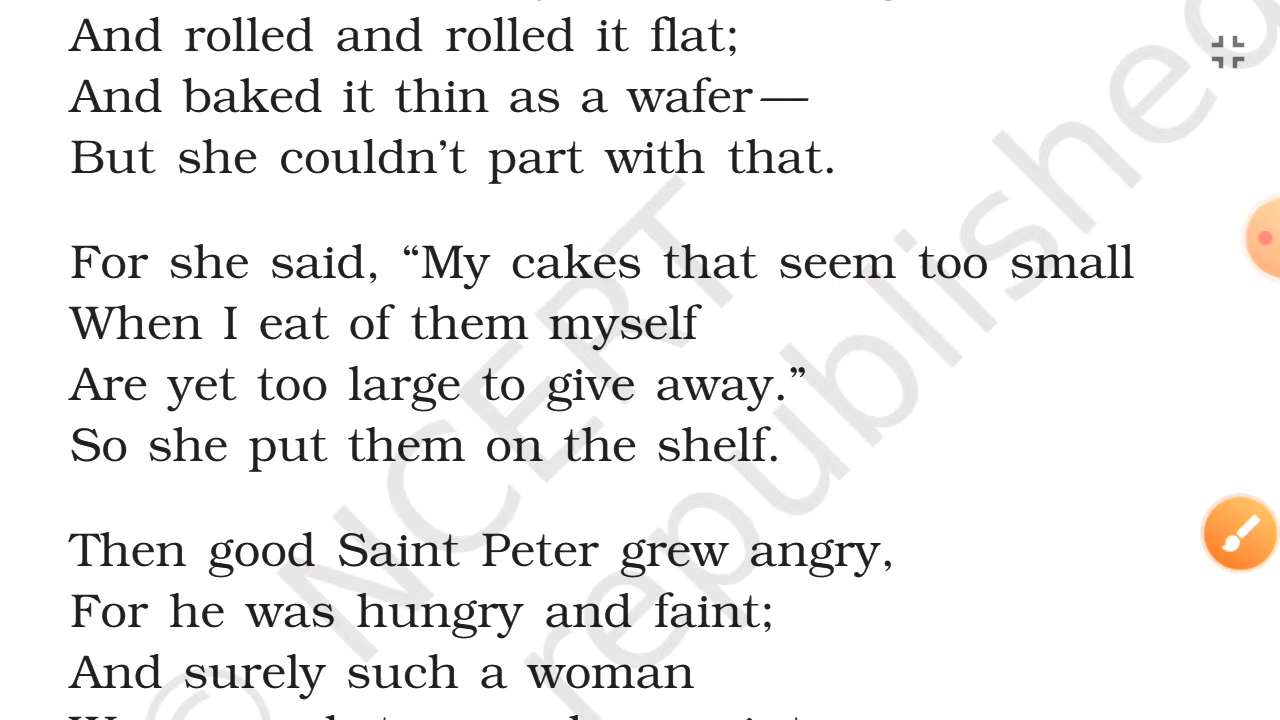 And rolled and rolled it flat;
And baked it thin as a wafer—
But she couldn’t part with that.
For she said, “My cakes that seem too small
When I eat of them myself
Are yet too large to give away.”
So she put them on the shelf.
Then good Saint Peter grew angry,
For he was hungry and faint;
And surely such a woman
© NCERT
republished